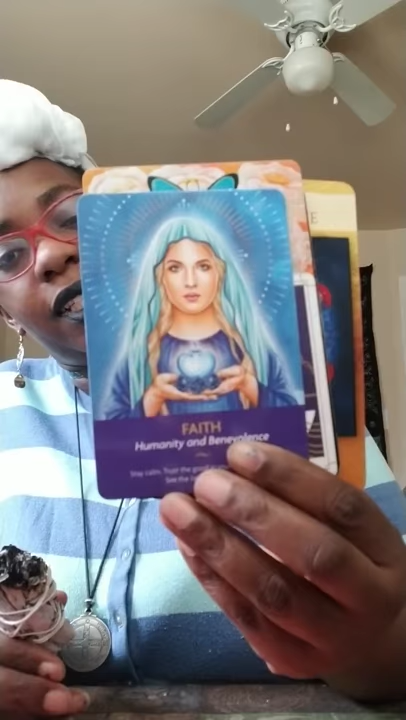 E
FAITH
Humanity and Benevolence
Stay calm. Trust the good
See the